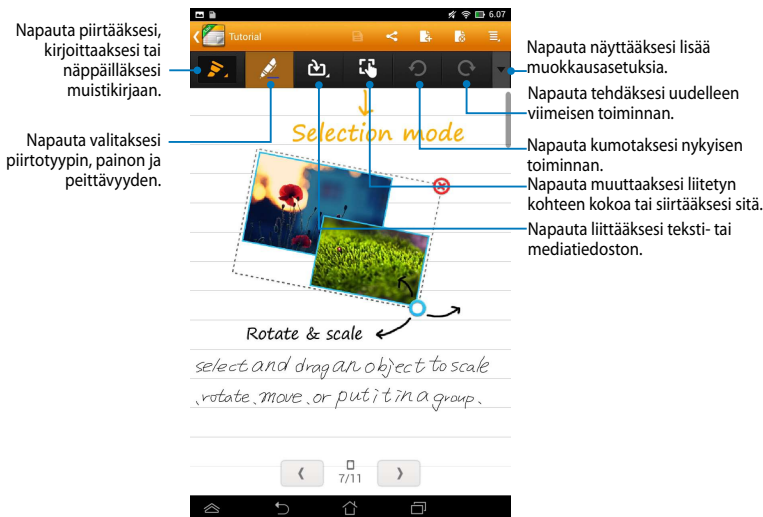 Napauta piirtääksesi,
kirjoittaaksesi tai
näppäilläksesi
muistikirjaan.
Napauta valitaksesi
piirtotyypin, painon ja
peittävyyden.
6.07
Tutorial
Selection mode
Rotate & scale
select and drag an object to scale
,rotate, move, or put it in a group.
7/11
Napauta näyttääksesi lisää
muokkausasetuksia.
Napauta tehdäksesi uudelleen
viimeisen toiminnan.
Napauta kumotaksesi nykyisen
toiminnan.
Napauta muuttaaksesi liitetyn
kohteen kokoa tai siirtääksesi sitä.
Napauta liittääksesi teksti- tai
mediatiedoston.